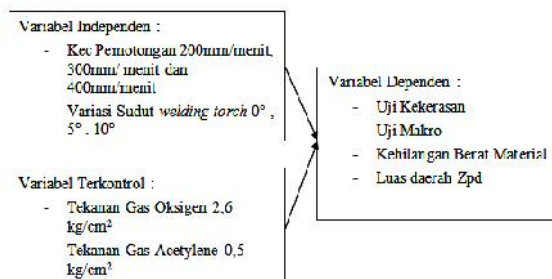 Variabel Independen :
- Kec Pemotongan 200mm/menit,
300mm/ menit dan
400mm/menit
Variasi Sudut welding torch 0° ,
5° . 10°
Variabel Terkontrol :
- Tekanan Gas Oksigen 2,6
kg/cm²
Tekanan Gas Acetylene 0,5
kg/cm²
Variabel Dependen :
- Uji Kekerasan
Uji Makro
- Kehilangan Berat Material
- Luas daerah Zpd